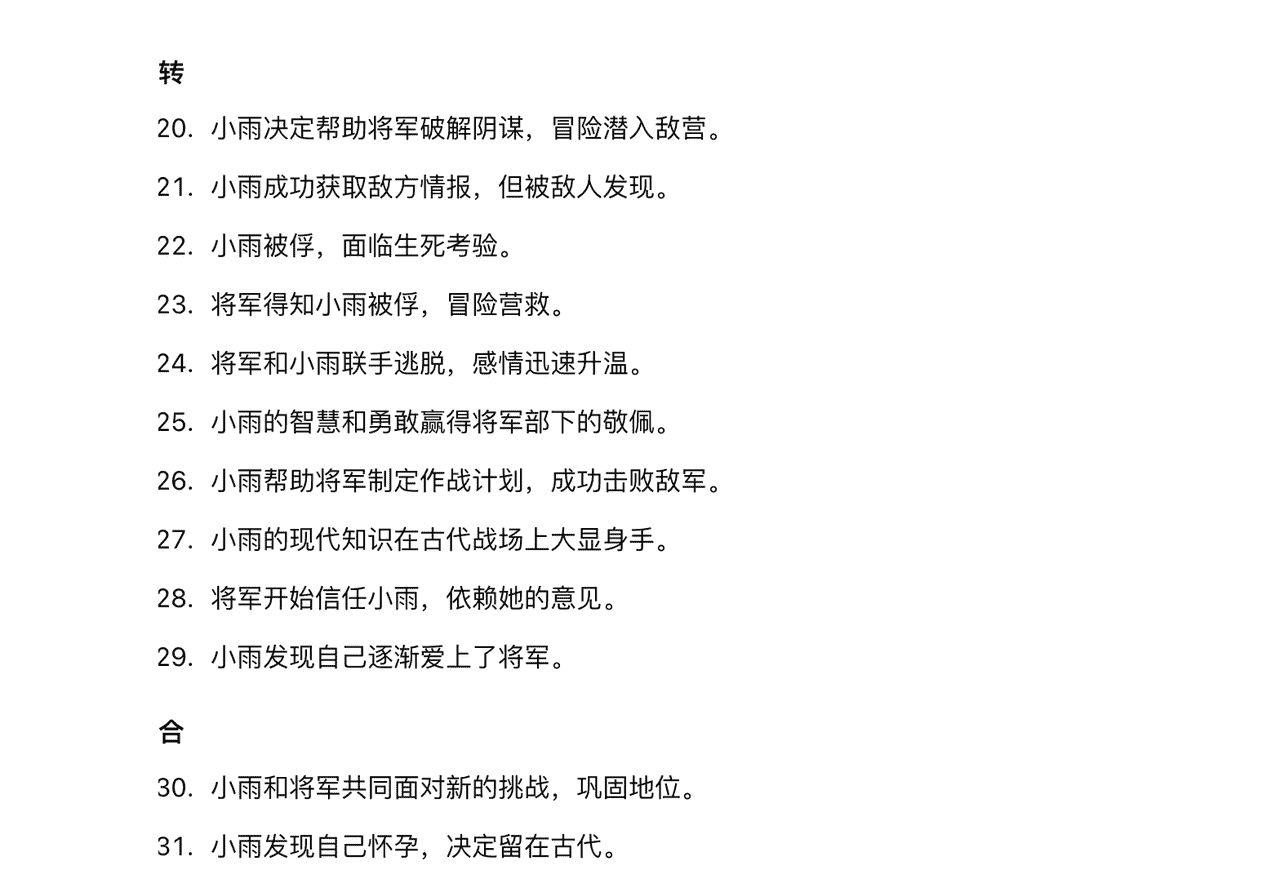 转
20. 小雨决定帮助将军破解阴谋，冒险潜入敌营。
21. 小雨成功获取敌方情报，但被敌人发现。
22. 小雨被俘，面临生死考验。
23. 将军得知小雨被俘，冒险营救。
24. 将军和小雨联手逃脱，感情迅速升温。
25. 小雨的智慧和勇敢赢得将军部下的敬佩。
26. 小雨帮助将军制定作战计划，成功击败敌军。
27. 小雨的现代知识在古代战场上大显身手。
28. 将军开始信任小雨，依赖她的意见。
29. 小雨发现自己逐渐爱上了将军。
合
30. 小雨和将军共同面对新的挑战，巩固地位。
31. 小雨发现自己怀孕，决定留在古代。